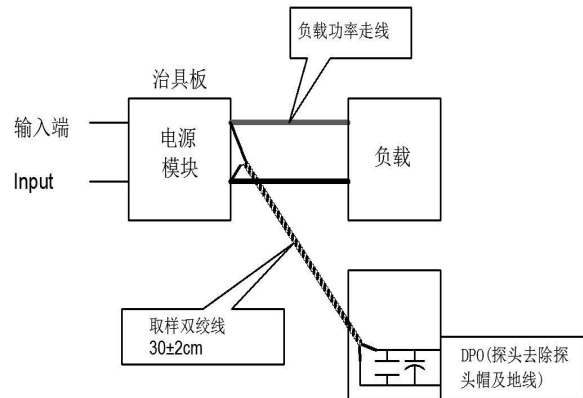 负载功率走线
治具板
输入端
Input
电源
模块
负载
取样双绞线
30±2cm
DPO(探头去除探
头帽及地线)